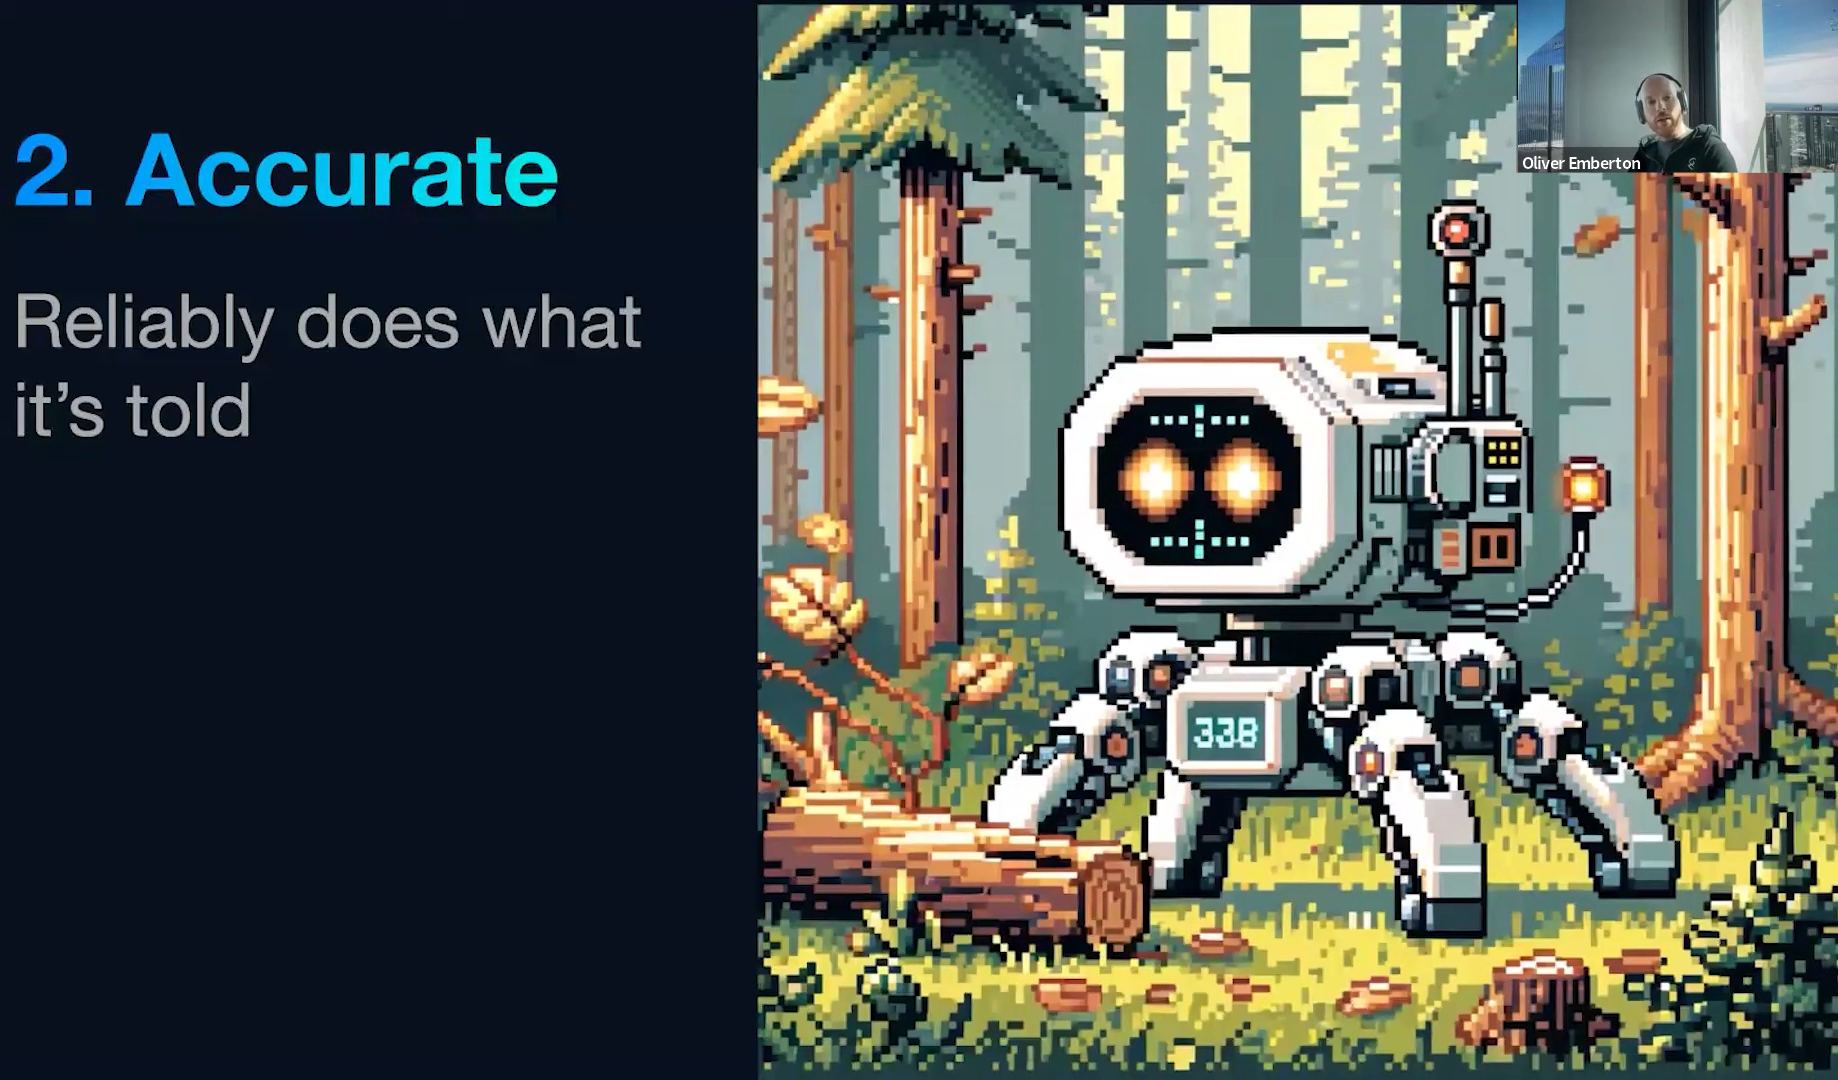 2. Accurate
Reliably does what
it’s told
Oliver Emberton
338